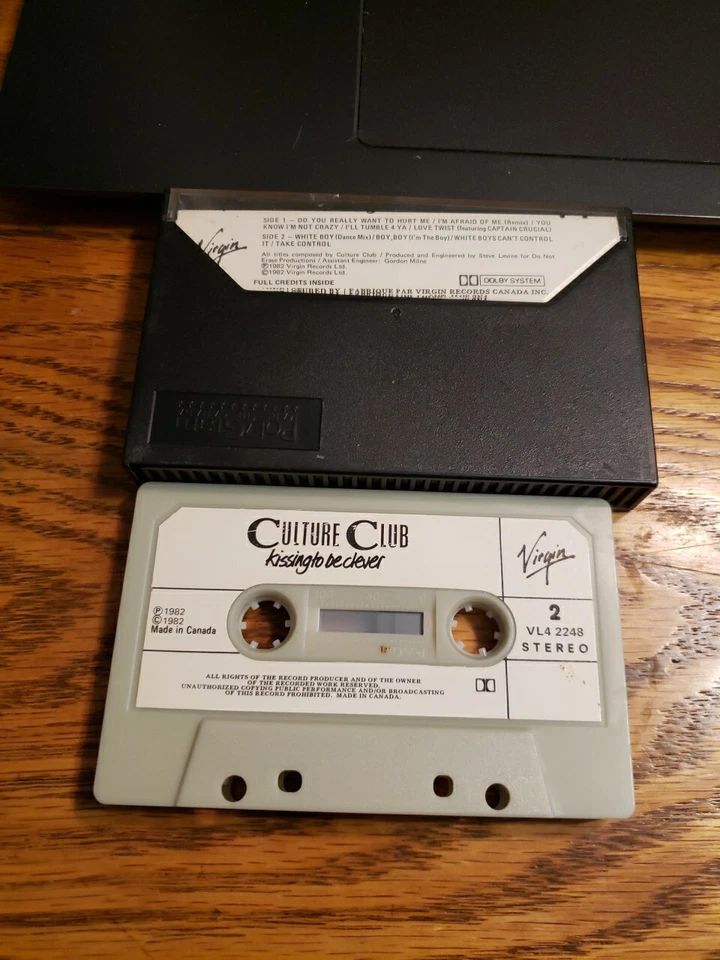 SIDE 1 – DO YOU REALLY WANT TO HURT ME / I'M AFRAID OF ME (Remix) / YOU
KNOW I'M NOT CRAZY / I'LL TUMBLE 4 YA / LOVE TWIST (featuring CAPTAIN CRUGIAL)
SIDE 2 – WHITE BOY (Dance Mix) / BOY, BOY (I'm The Boy) / WHITE BOYS CAN'T CONTROL
IT / TAKE CONTROL
Virgin
All titles composed by Culture Club / Produced and Engineered by Steve Levine for Do Not
Erase Productions / Assistant Engineer: Gordon Milne
℗1982 Virgin Records Ltd.
©1982 Virgin Records Ltd.
FULL CREDITS INSIDE
DOLBY SYSTEM
FABRIQUE PAR VIRGIN RECORDS CANADA INC.
PolyGram
CULTURE CLUB
kissing to be clever
Virgin
℗ 1982
© 1982
Made in Canada
2
VL4 2248
STEREO
ALL RIGHTS OF THE RECORD PRODUCER AND OF THE OWNER
OF THE RECORDED WORK RESERVED.
UNAUTHORIZED COPYING PUBLIC PERFORMANCE AND/OR BROADCASTING
OF THIS RECORD PROHIBITED. MADE IN CANADA.